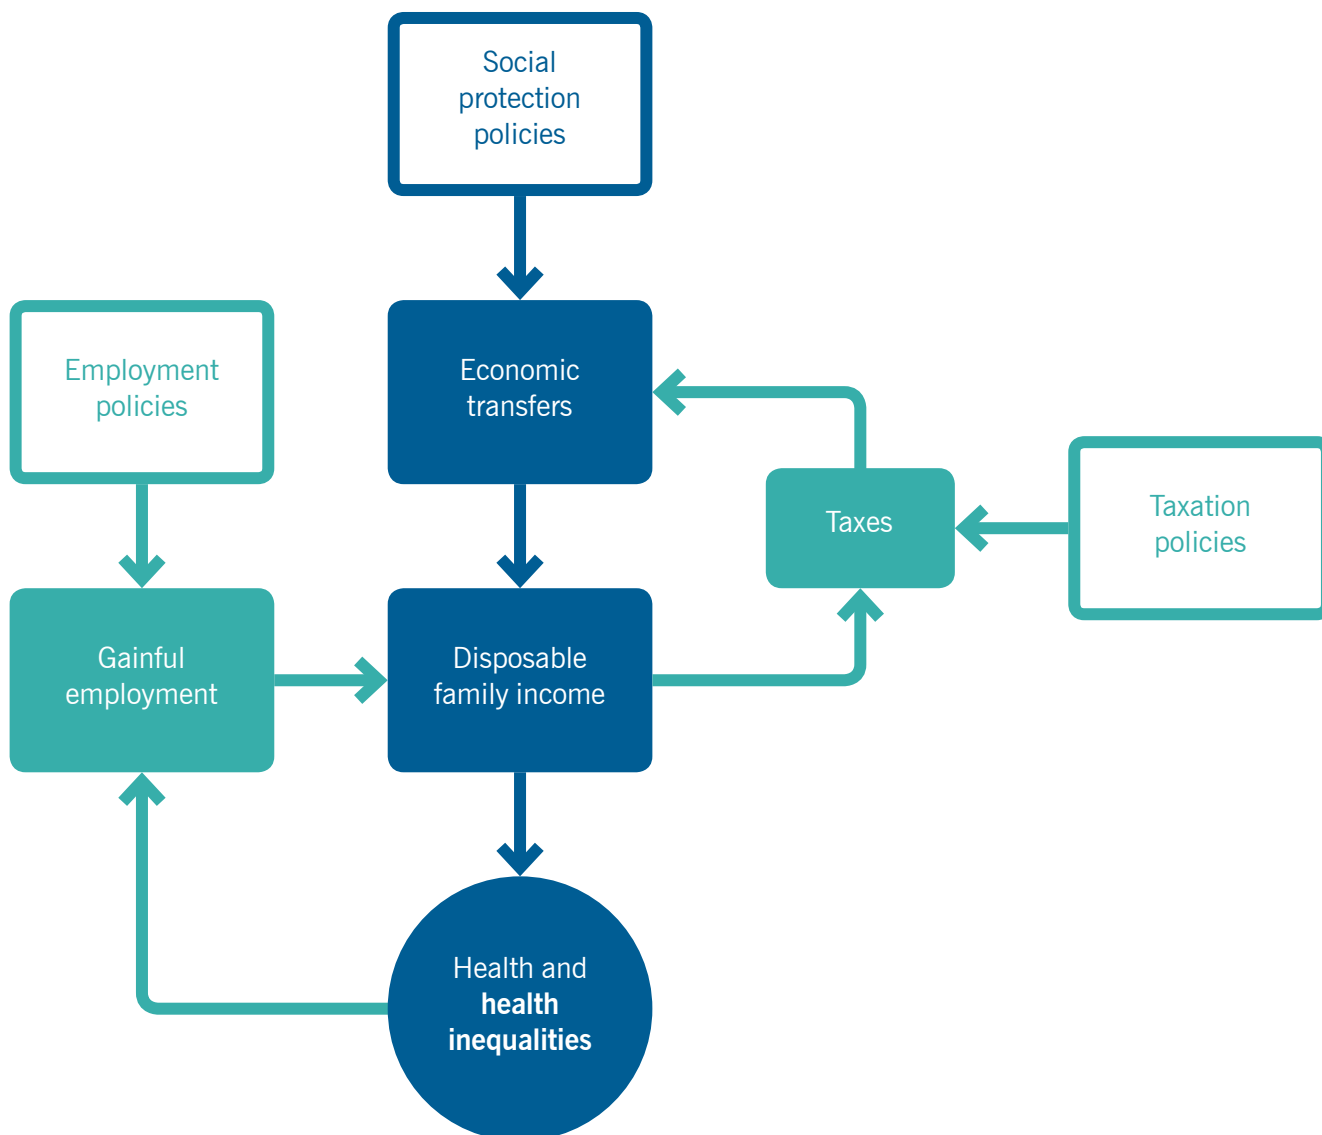 Social
protection
policies
Employment
policies
Economic
transfers
Taxes
Taxation
policies
Gainful
employment
Disposable
family income
Health and
health
inequalities